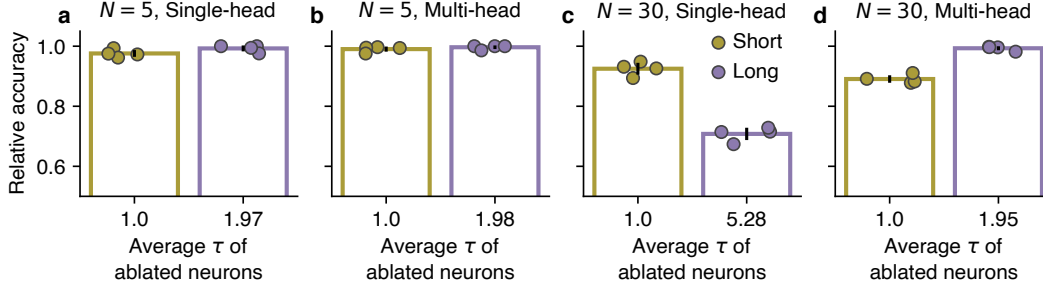 a N = 5, Single-head
Relative accuracy
1.0
0.8
0.6
1.0 1.97
Average τ of
ablated neurons
b N = 5, Multi-head
1.0 1.98
Average τ of
ablated neurons
c N = 30, Single-head
Short
Long
1.0 5.28
Average τ of
ablated neurons
d N = 30, Multi-head
1.0 1.95
Average τ of
ablated neurons